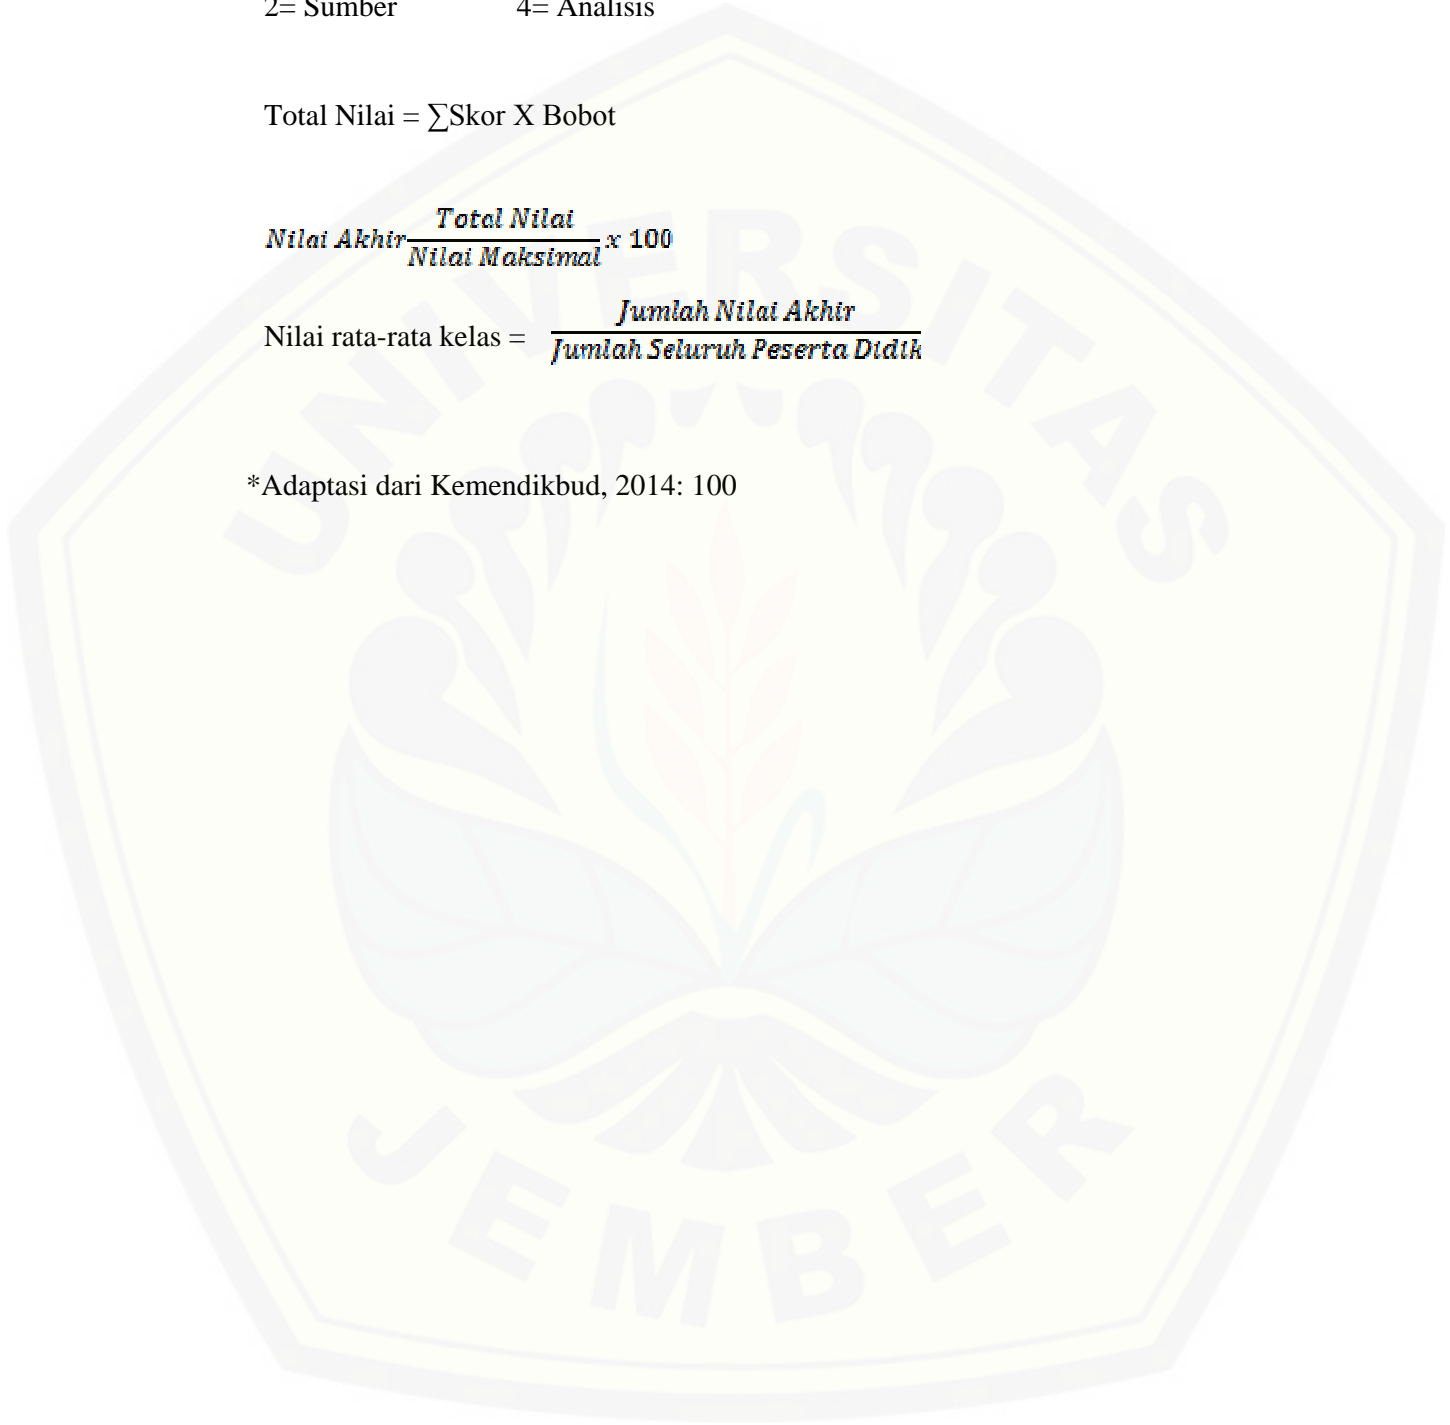 2= Sumber 4= Analisis
Total Nilai = ∑Skor X Bobot
Nilai Akhir Total Nilai / Nilai Maksimal x 100
Nilai rata-rata kelas = Jumlah Nilai Akhir / Jumlah Seluruh Peserta Didik
*Adaptasi dari Kemendikbud, 2014: 100
UNIVERSITAS
JEMBER